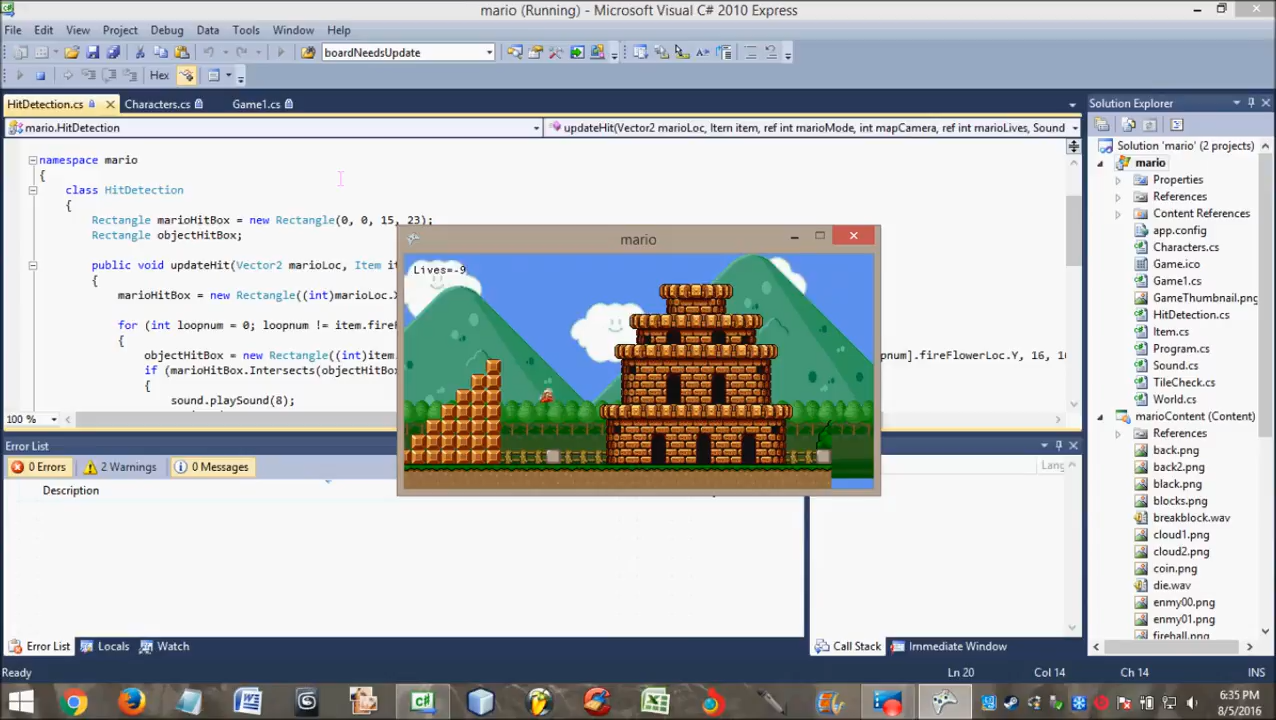 mario (Running) - Microsoft Visual C# 2010 Express
File Edit View Project Debug Data Tools Window Help
boardNeedsUpdate
Hex
HitDetection.cs Characters.cs Game1.cs
Solution Explorer
mario.HitDetection
updateHit(Vector2 marioLoc, Item item, ref int marioMode, int mapCamera, ref int marioLives, Sound
namespace mario
{
class HitDetection
{
Rectangle marioHitBox = new Rectangle(0, 0, 15, 23);
Rectangle objectHitBox;
public void updateHit(Vector2 marioLoc, Item it
{
marioHitBox = new Rectangle((int)marioLoc.X
for (int loopnum = 0; loopnum != item.fireF
{
objectHitBox = new Rectangle((int)item. pnum].fireFlowerLoc.Y, 16, 16
if (marioHitBox.Intersects(objectHitBox
{
sound.playSound(8);
100 %
mario
Lives=-9
Solution 'mario' (2 projects)
mario
Properties
References
Content References
app.config
Characters.cs
Game.ico
Game1.cs
GameThumbnail.png
HitDetection.cs
Item.cs
Program.cs
Sound.cs
TileCheck.cs
World.cs
marioContent (Content)
References
back.png
back2.png
black.png
blocks.png
breakblock.wav
cloud1.png
cloud2.png
coin.png
die.wav
enmy00.png
enmy01.png
fireball.png
Error List
0 Errors 2 Warnings 0 Messages
Description
Lang
Error List Locals Watch
Call Stack Immediate Window
Ready
Ln 20 Col 14 Ch 14 INS
6:35 PM
8/5/2016